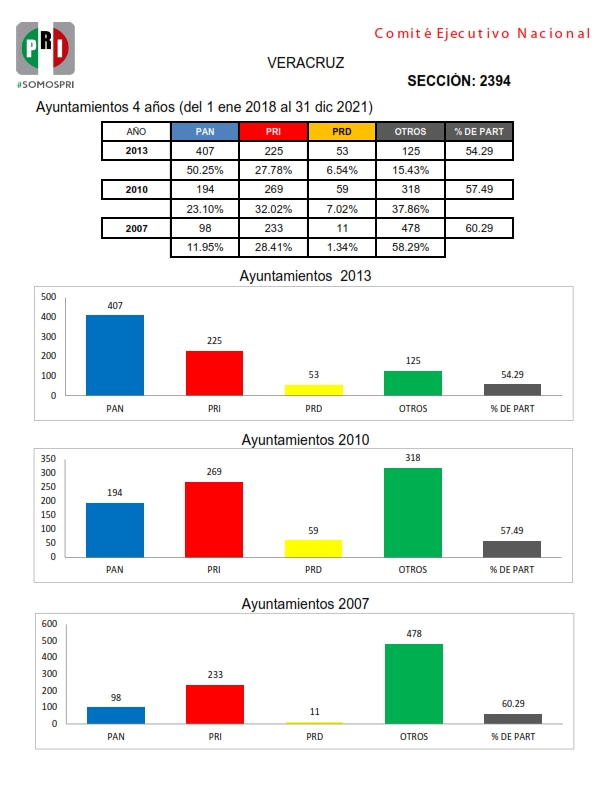 Comité Ejecutivo Nacional
PRI
#SOMOSPRI
VERACRUZ
SECCIÓN: 2394
Ayuntamientos 4 años (del 1 ene 2018 al 31 dic 2021)
AÑO PAN PRI PRD OTROS % DE PART
2013 407 225 53 125 54.29
50.25% 27.78% 6.54% 15.43%
2010 194 269 59 318 57.49
23.10% 32.02% 7.02% 37.86%
2007 98 233 11 478 60.29
11.95% 28.41% 1.34% 58.29%
Ayuntamientos 2013
500
400
300
200
100
0
407 225 53 125 54.29
PAN PRI PRD OTROS % DE PART
Ayuntamientos 2010
350
300
250
200
150
100
50
0
194 269 59 318 57.49
PAN PRI PRD OTROS % DE PART
Ayuntamientos 2007
600
500
400
300
200
100
0
98 233 11 478 60.29
PAN PRI PRD OTROS % DE PART